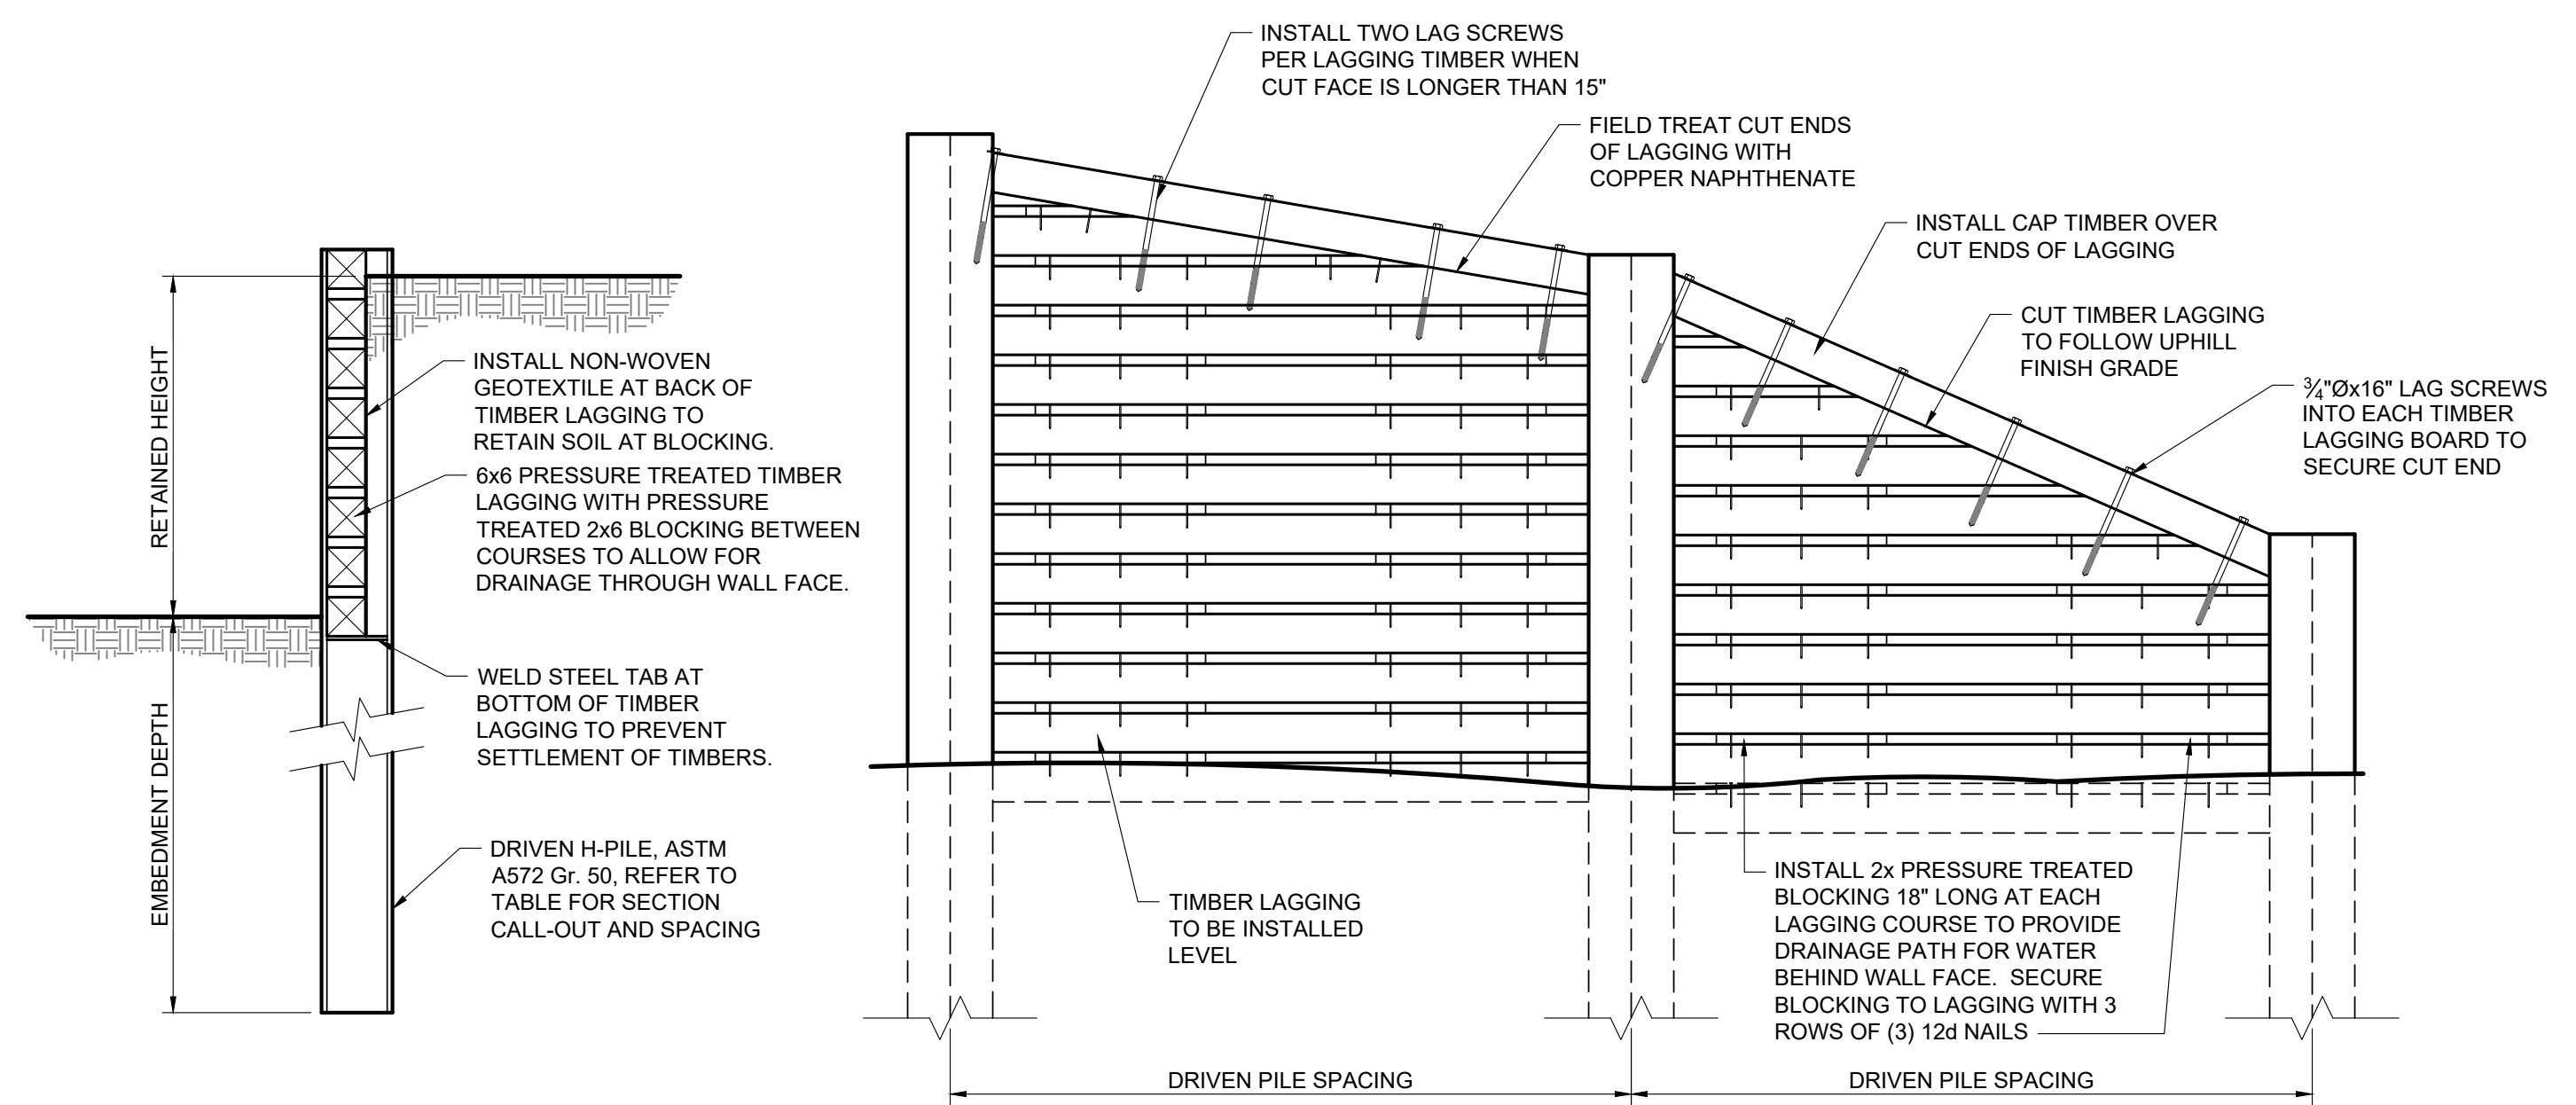 RETAINED HEIGHT
EMBEDMENT DEPTH
INSTALL NON-WOVEN
GEOTEXTILE AT BACK OF
TIMBER LAGGING TO
RETAIN SOIL AT BLOCKING.
6x6 PRESSURE TREATED TIMBER
LAGGING WITH PRESSURE
TREATED 2x6 BLOCKING BETWEEN
COURSES TO ALLOW FOR
DRAINAGE THROUGH WALL FACE.
WELD STEEL TAB AT
BOTTOM OF TIMBER
LAGGING TO PREVENT
SETTLEMENT OF TIMBERS.
DRIVEN H-PILE, ASTM
A572 Gr. 50, REFER TO
TABLE FOR SECTION
CALL-OUT AND SPACING
INSTALL TWO LAG SCREWS
PER LAGGING TIMBER WHEN
CUT FACE IS LONGER THAN 15"
FIELD TREAT CUT ENDS
OF LAGGING WITH
COPPER NAPHTHENATE
INSTALL CAP TIMBER OVER
CUT ENDS OF LAGGING
CUT TIMBER LAGGING
TO FOLLOW UPHILL
FINISH GRADE
¾"Øx16" LAG SCREWS
INTO EACH TIMBER
LAGGING BOARD TO
SECURE CUT END
TIMBER LAGGING
TO BE INSTALLED
LEVEL
INSTALL 2x PRESSURE TREATED
BLOCKING 18" LONG AT EACH
LAGGING COURSE TO PROVIDE
DRAINAGE PATH FOR WATER
BEHIND WALL FACE.  SECURE
BLOCKING TO LAGGING WITH 3
ROWS OF (3) 12d NAILS
DRIVEN PILE SPACING
DRIVEN PILE SPACING